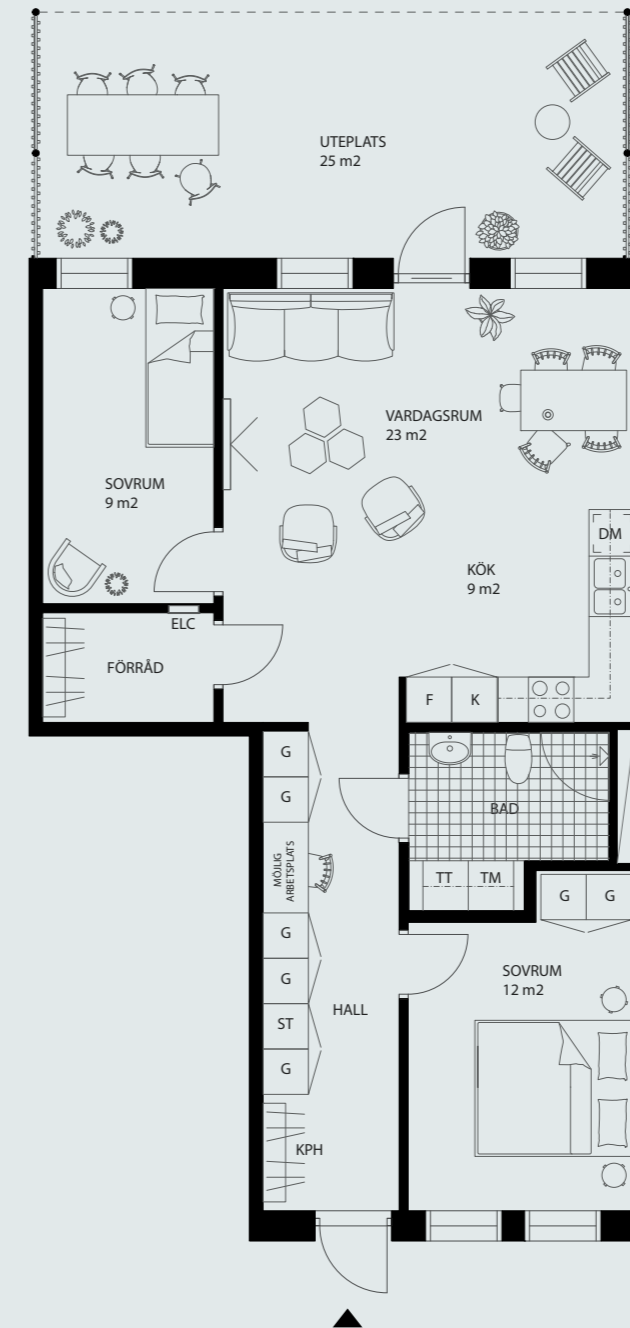 UTEPLATS
25 m2
VARDAGSRUM
23 m2
SOVRUM
9 m2
DM
KÖK
9 m2
ELC
FÖRRÅD
F
K
G
G
BAD
MÖJLIG
ARBETSPLATS
TT
TM
G
G
G
G
SOVRUM
12 m2
HALL
ST
G
KPH